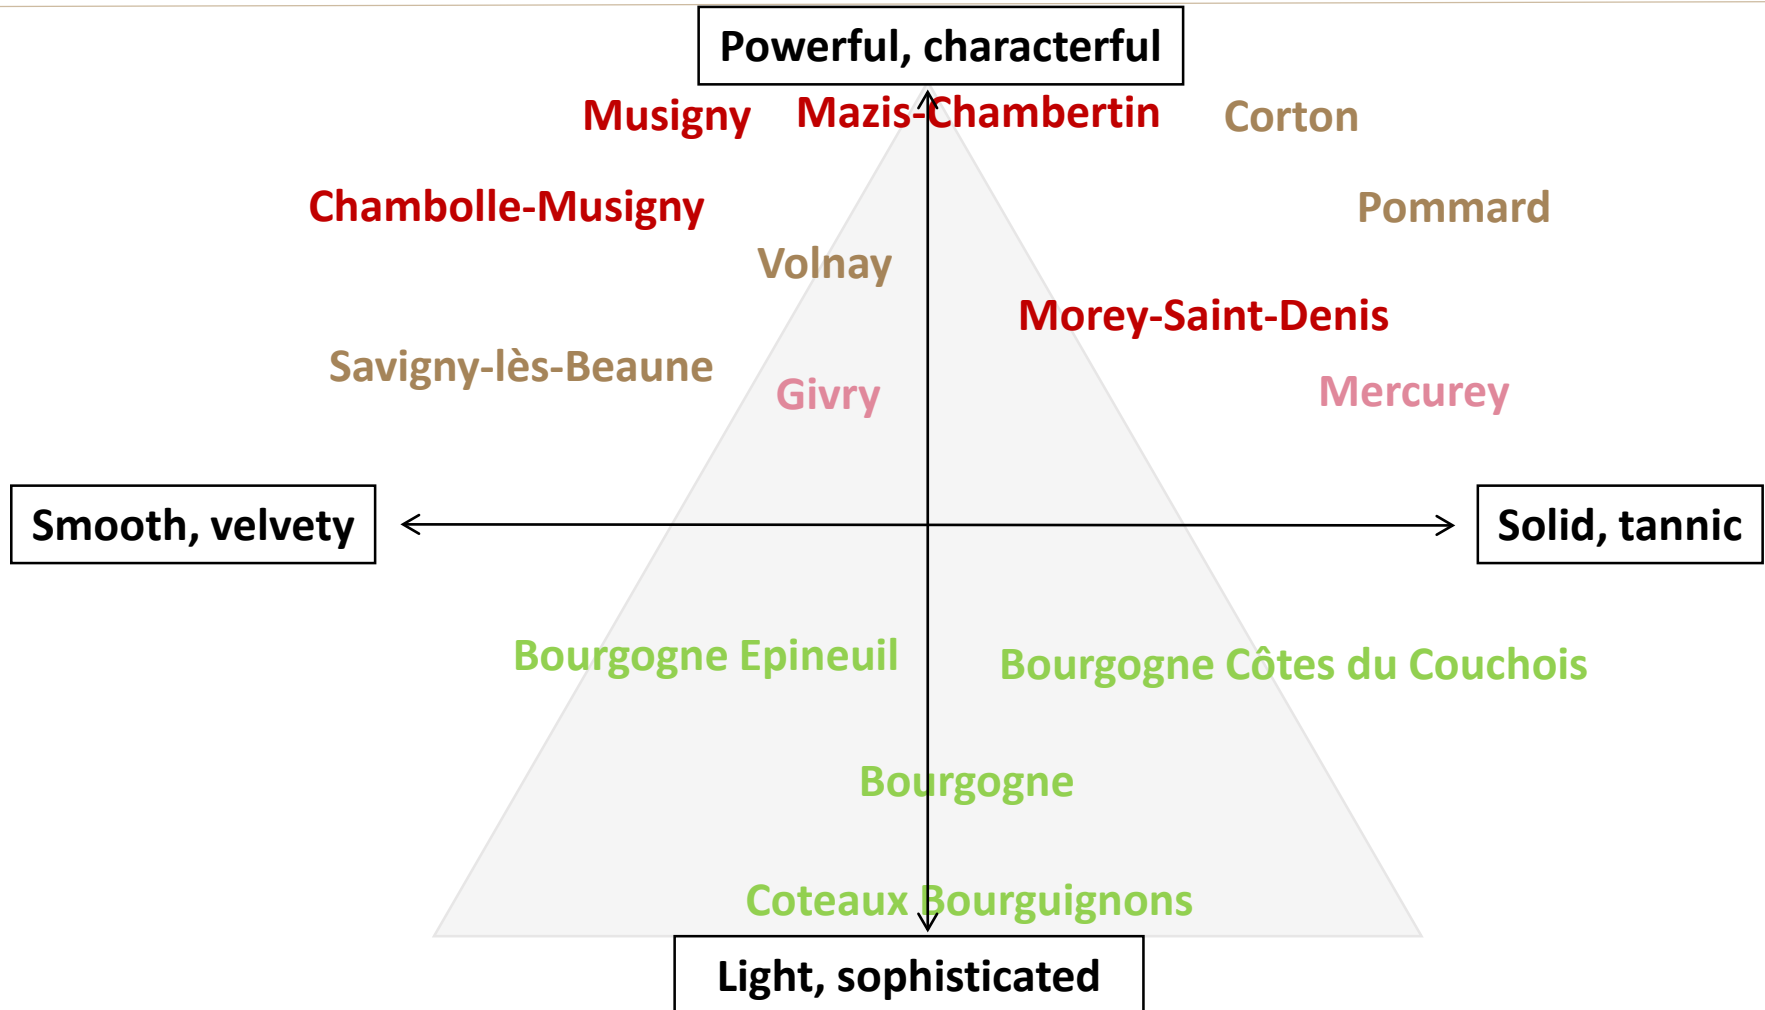 Powerful, characterful
Musigny
Mazis-Chambertin
Corton
Chambolle-Musigny
Pommard
Volnay
Morey-Saint-Denis
Savigny-lès-Beaune
Givry
Mercurey
Smooth, velvety
Solid, tannic
Bourgogne Epineuil
Bourgogne Côtes du Couchois
Bourgogne
Coteaux Bourguignons
Light, sophisticated